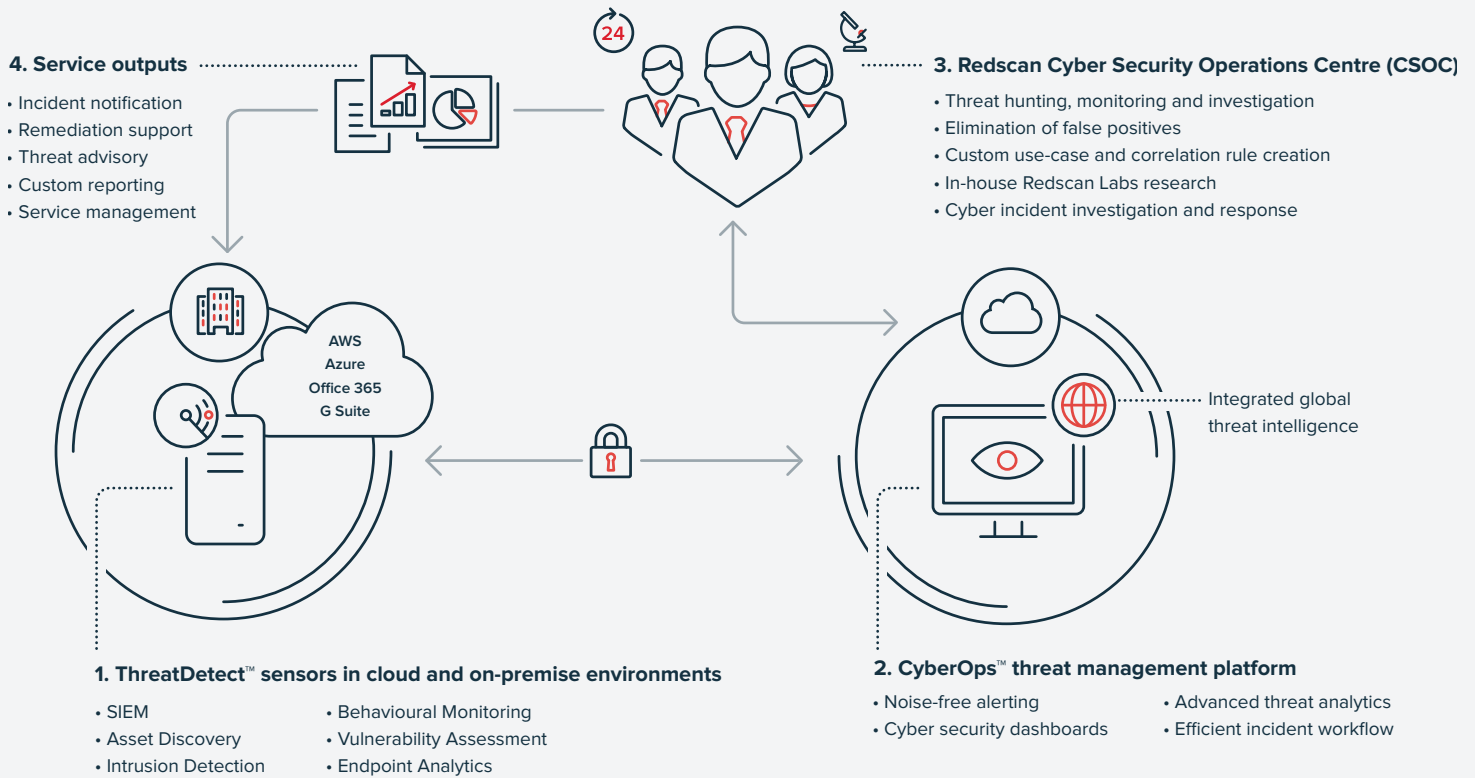 24
4. Service outputs
• Incident notification
• Remediation support
• Threat advisory
• Custom reporting
• Service management
3. Redscan Cyber Security Operations Centre (CSOC)
• Threat hunting, monitoring and investigation
• Elimination of false positives
• Custom use-case and correlation rule creation
• In-house Redscan Labs research
• Cyber incident investigation and response
AWS
Azure
Office 365
G Suite
Integrated global
threat intelligence
1. ThreatDetect™ sensors in cloud and on-premise environments
• SIEM
• Asset Discovery
• Intrusion Detection
• Behavioural Monitoring
• Vulnerability Assessment
• Endpoint Analytics
2. CyberOps™ threat management platform
• Noise-free alerting
• Cyber security dashboards
• Advanced threat analytics
• Efficient incident workflow